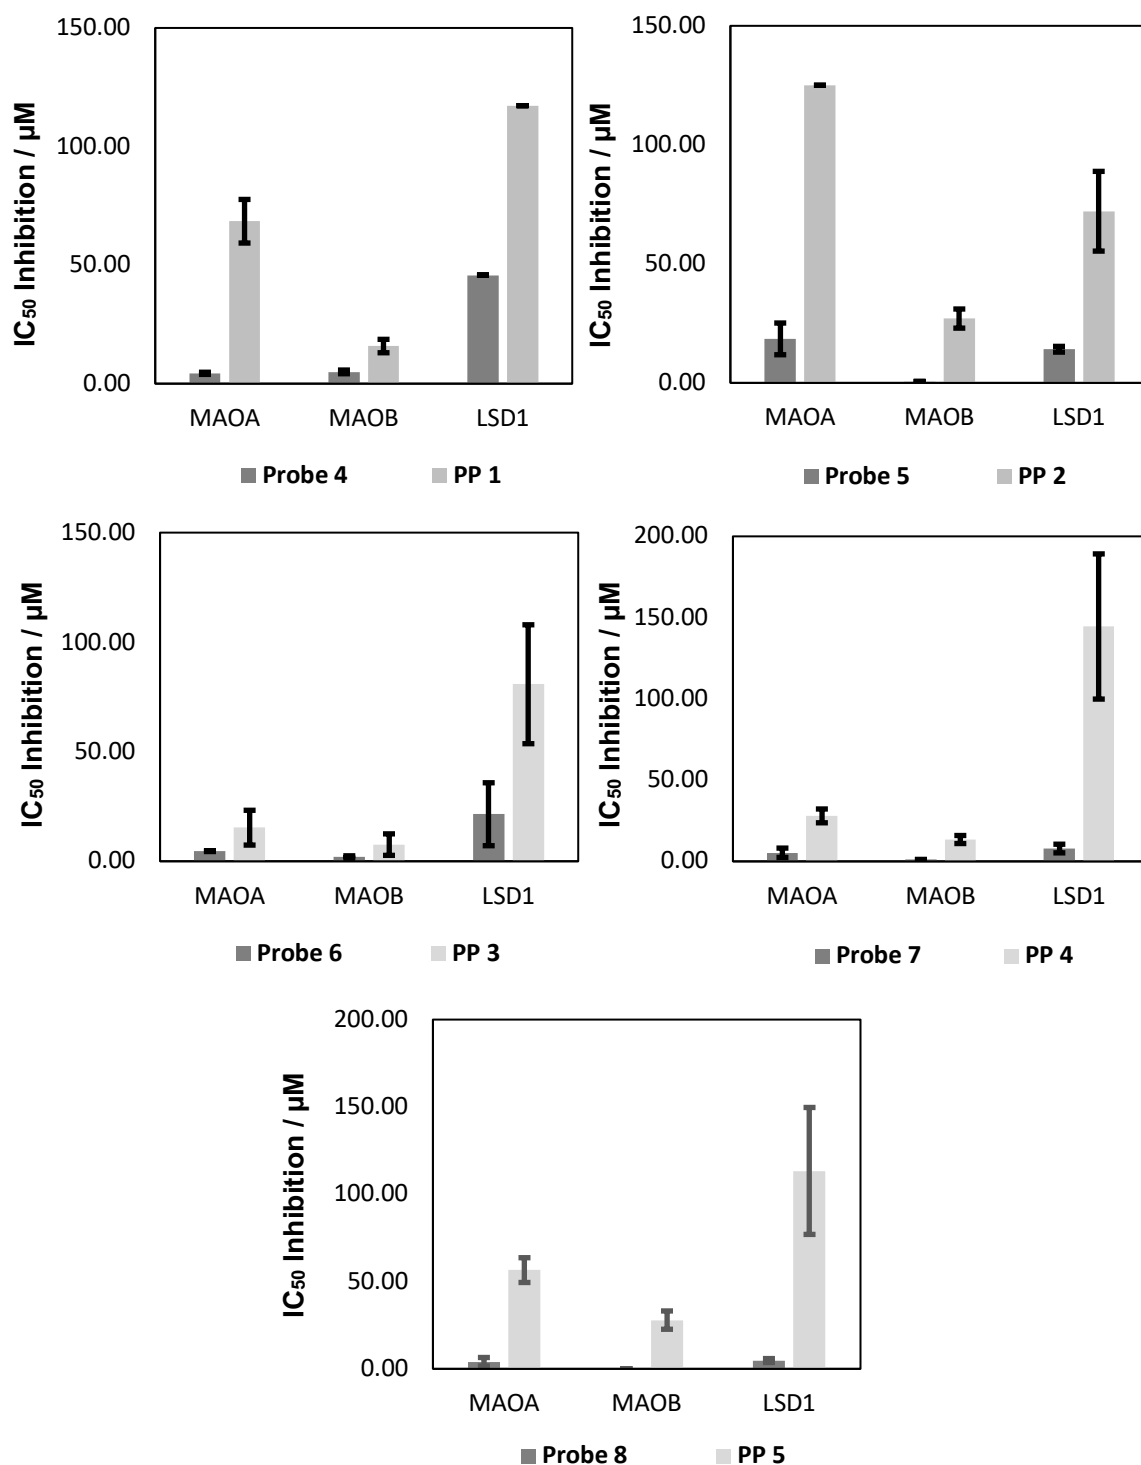 IC50 Inhibition / µM
150.00
100.00
50.00
0.00
MAOA MAOB LSD1
Probe 4 PP 1
IC50 Inhibition / µM
150.00
100.00
50.00
0.00
MAOA MAOB LSD1
Probe 5 PP 2
IC50 Inhibition / µM
150.00
100.00
50.00
0.00
MAOA MAOB LSD1
Probe 6 PP 3
IC50 Inhibition / µM
200.00
150.00
100.00
50.00
0.00
MAOA MAOB LSD1
Probe 7 PP 4
IC50 Inhibition / µM
200.00
150.00
100.00
50.00
0.00
MAOA MAOB LSD1
Probe 8 PP 5